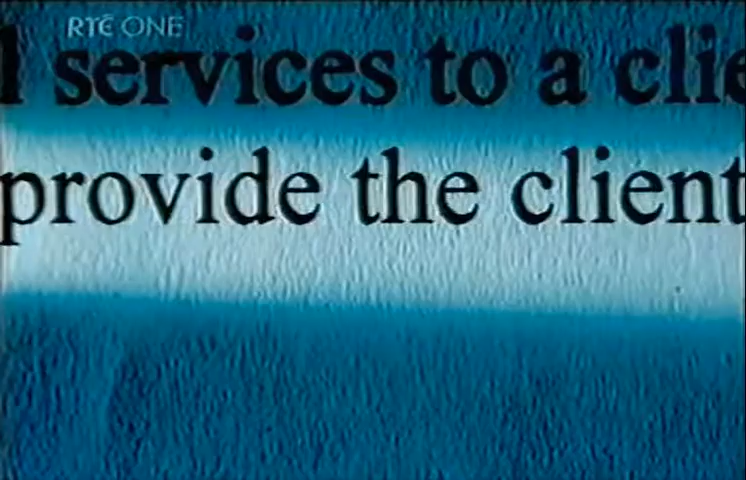 RTÉ ONE
l services to a clie
provide the client